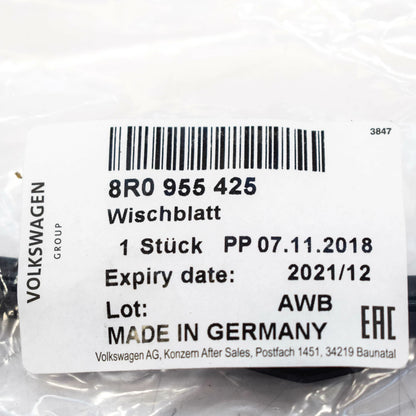 3847
VOLKSWAGEN
GROUP
8R0 955 425
Wischblatt
1 Stück PP 07.11.2018
Expiry date: 2021/12
Lot: AWB
MADE IN GERMANY
EAC
Volkswagen AG, Konzern After Sales, Postfach 1451, 34219 Baunatal